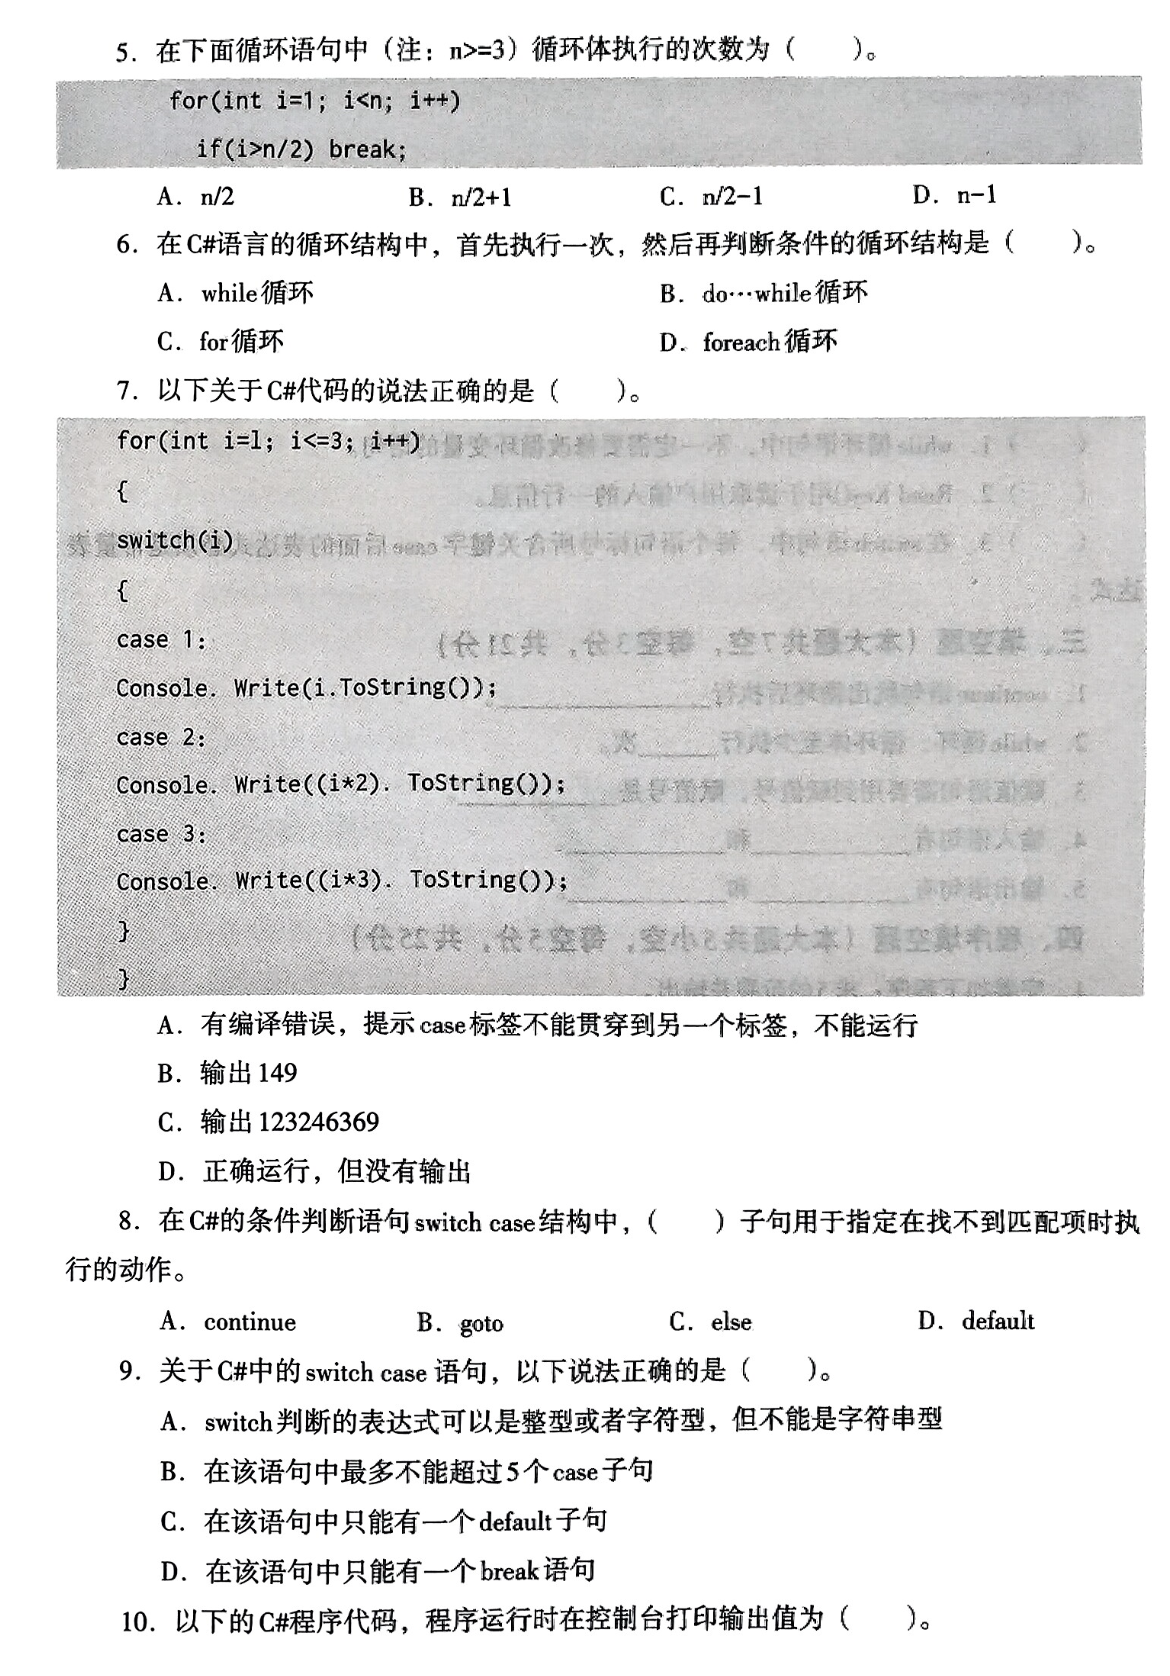 5. 在下面循环语句中（注：n>=3）循环体执行的次数为（　　）。
for(int i=1; i<n; i++)
if(i>n/2) break;
A. n/2　B. n/2+1　C. n/2-1　D. n-1
6. 在C#语言的循环结构中，首先执行一次，然后再判断条件的循环结构是（　　）。
A. while循环　B. do…while循环
C. for循环　D. foreach循环
7. 以下关于C#代码的说法正确的是（　　）。
for(int i=1; i<=3; i++)
{
switch(i)
{
case 1:
Console. Write(i.ToString());
case 2:
Console. Write((i*2). ToString());
case 3:
Console. Write((i*3). ToString());
}
}
A. 有编译错误，提示case标签不能贯穿到另一个标签，不能运行
B. 输出149
C. 输出123246369
D. 正确运行，但没有输出
8. 在C#的条件判断语句switch case结构中，（　　）子句用于指定在找不到匹配项时执
行的动作。
A. continue　B. goto　C. else　D. default
9. 关于C#中的switch case 语句，以下说法正确的是（　　）。
A. switch判断的表达式可以是整型或者字符型，但不能是字符串型
B. 在该语句中最多不能超过5个case子句
C. 在该语句中只能有一个default子句
D. 在该语句中只能有一个break语句
10. 以下的C#程序代码，程序运行时在控制台打印输出值为（　　）。